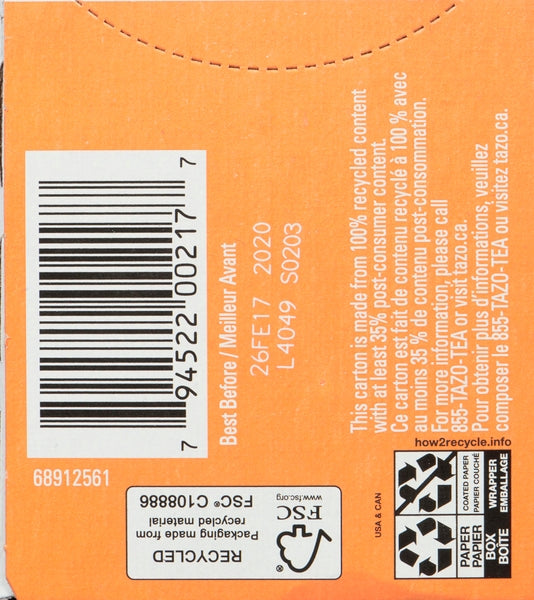 7 94522 00217 7
Best Before / Meilleur Avant
26FE17 2020
L4049 S0203
This carton is made from 100% recycled content
with at least 35% post-consumer content.
Ce carton est fait de contenu recyclé à 100 % avec
au moins 35 % de contenu post-consommation.
For more information, please call
855-TAZO-TEA or visit tazo.ca.
Pour obtenir plus d'informations, veuillez
composer le 855-TAZO-TEA ou visitez tazo.ca.
68912561
RECYCLED
Packaging made from
recycled material
FSC® C108886
FSC
www.fsc.org
USA & CAN
how2recycle.info
PAPER
PAPIER
BOX
BOÎTE
COATED PAPER
PAPIER COUCHÉ
WRAPPER
EMBALLAGE